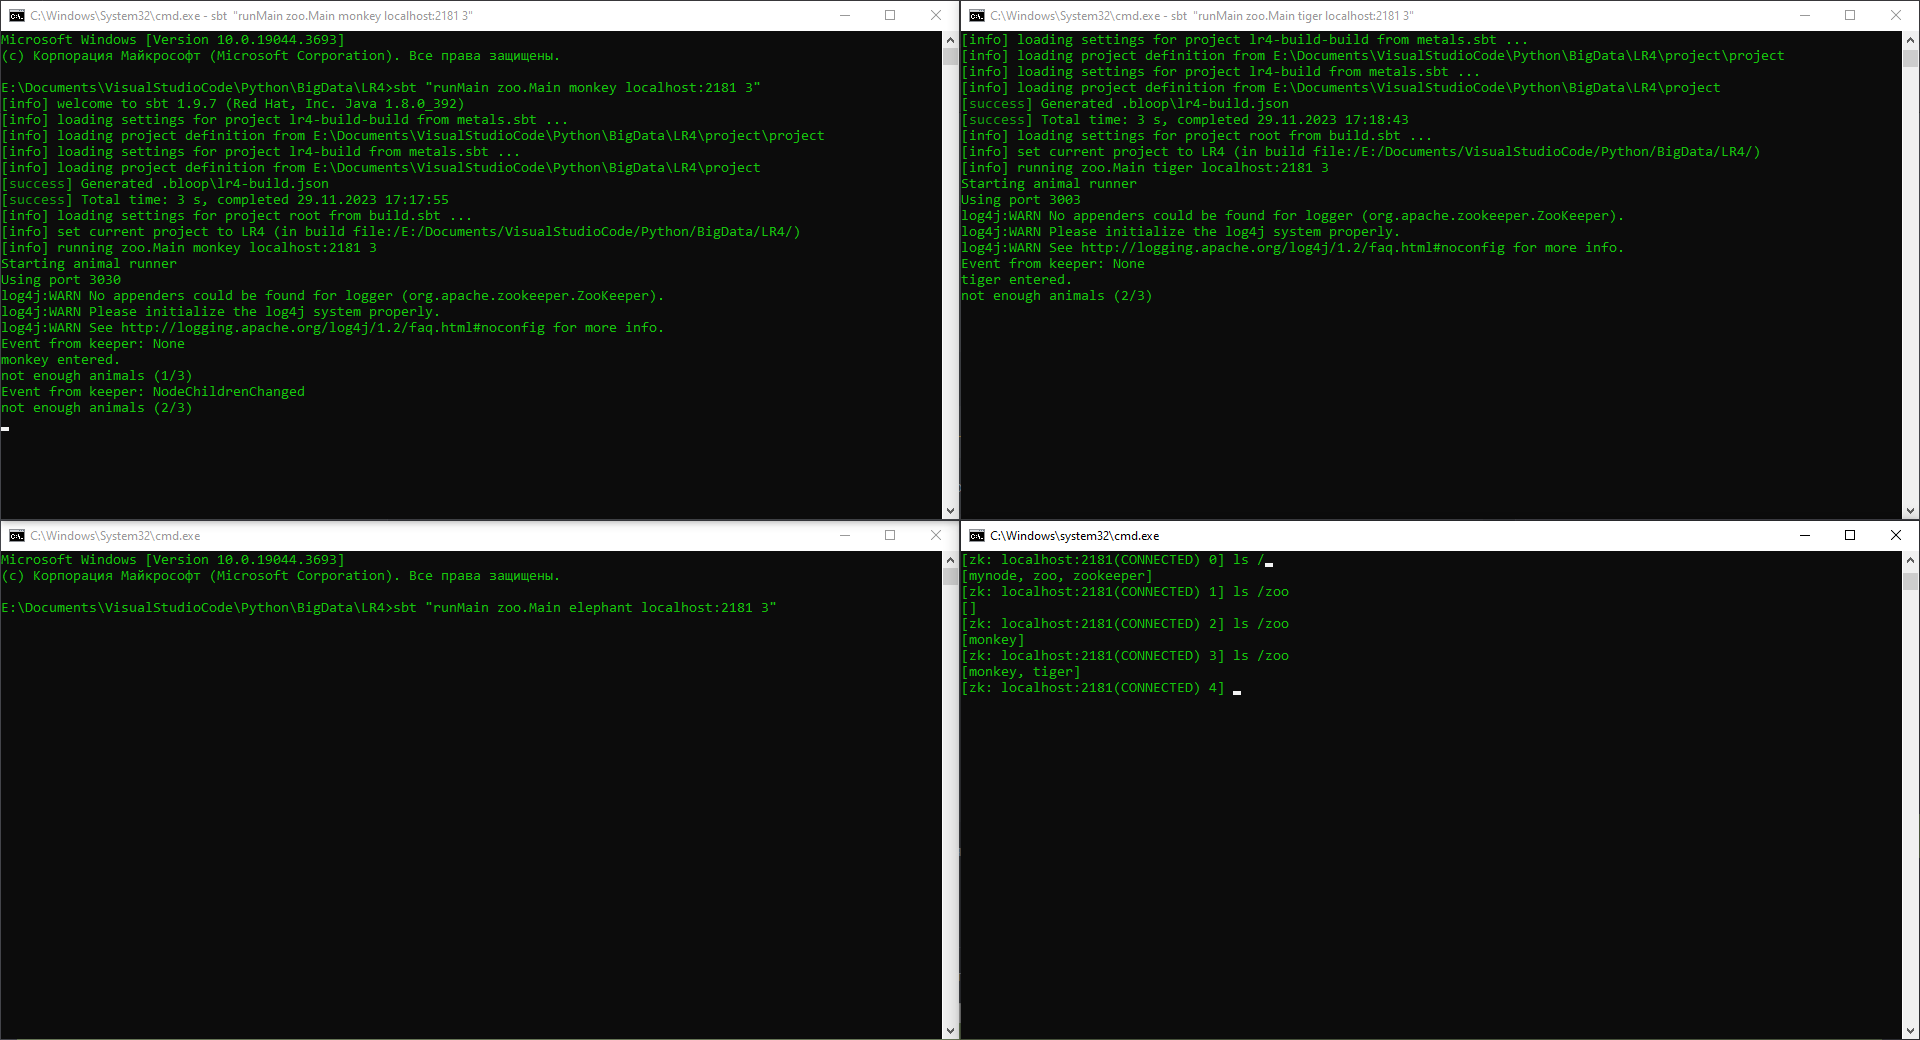 C:\Windows\System32\cmd.exe - sbt  "runMain zoo.Main monkey localhost:2181 3"
Microsoft Windows [Version 10.0.19044.3693]
(c) Корпорация Майкрософт (Microsoft Corporation). Все права защищены.
E:\Documents\VisualStudioCode\Python\BigData\LR4>sbt "runMain zoo.Main monkey localhost:2181 3"
[info] welcome to sbt 1.9.7 (Red Hat, Inc. Java 1.8.0_392)
[info] loading settings for project lr4-build-build from metals.sbt ...
[info] loading project definition from E:\Documents\VisualStudioCode\Python\BigData\LR4\project\project
[info] loading settings for project lr4-build from metals.sbt ...
[info] loading project definition from E:\Documents\VisualStudioCode\Python\BigData\LR4\project
[success] Generated .bloop\lr4-build.json
[success] Total time: 3 s, completed 29.11.2023 17:17:55
[info] loading settings for project root from build.sbt ...
[info] set current project to LR4 (in build file:/E:/Documents/VisualStudioCode/Python/BigData/LR4/)
[info] running zoo.Main monkey localhost:2181 3
Starting animal runner
Using port 3030
log4j:WARN No appenders could be found for logger (org.apache.zookeeper.ZooKeeper).
log4j:WARN Please initialize the log4j system properly.
log4j:WARN See http://logging.apache.org/log4j/1.2/faq.html#noconfig for more info.
Event from keeper: None
monkey entered.
not enough animals (1/3)
Event from keeper: NodeChildrenChanged
not enough animals (2/3)
C:\Windows\System32\cmd.exe - sbt  "runMain zoo.Main tiger localhost:2181 3"
[info] loading settings for project lr4-build-build from metals.sbt ...
[info] loading project definition from E:\Documents\VisualStudioCode\Python\BigData\LR4\project\project
[info] loading settings for project lr4-build from metals.sbt ...
[info] loading project definition from E:\Documents\VisualStudioCode\Python\BigData\LR4\project
[success] Generated .bloop\lr4-build.json
[success] Total time: 3 s, completed 29.11.2023 17:18:43
[info] loading settings for project root from build.sbt ...
[info] set current project to LR4 (in build file:/E:/Documents/VisualStudioCode/Python/BigData/LR4/)
[info] running zoo.Main tiger localhost:2181 3
Starting animal runner
Using port 3003
log4j:WARN No appenders could be found for logger (org.apache.zookeeper.ZooKeeper).
log4j:WARN Please initialize the log4j system properly.
log4j:WARN See http://logging.apache.org/log4j/1.2/faq.html#noconfig for more info.
Event from keeper: None
tiger entered.
not enough animals (2/3)
C:\Windows\System32\cmd.exe
Microsoft Windows [Version 10.0.19044.3693]
(c) Корпорация Майкрософт (Microsoft Corporation). Все права защищены.
E:\Documents\VisualStudioCode\Python\BigData\LR4>sbt "runMain zoo.Main elephant localhost:2181 3"
C:\Windows\system32\cmd.exe
[zk: localhost:2181(CONNECTED) 0] ls /
[mynode, zoo, zookeeper]
[zk: localhost:2181(CONNECTED) 1] ls /zoo
[]
[zk: localhost:2181(CONNECTED) 2] ls /zoo
[monkey]
[zk: localhost:2181(CONNECTED) 3] ls /zoo
[monkey, tiger]
[zk: localhost:2181(CONNECTED) 4]